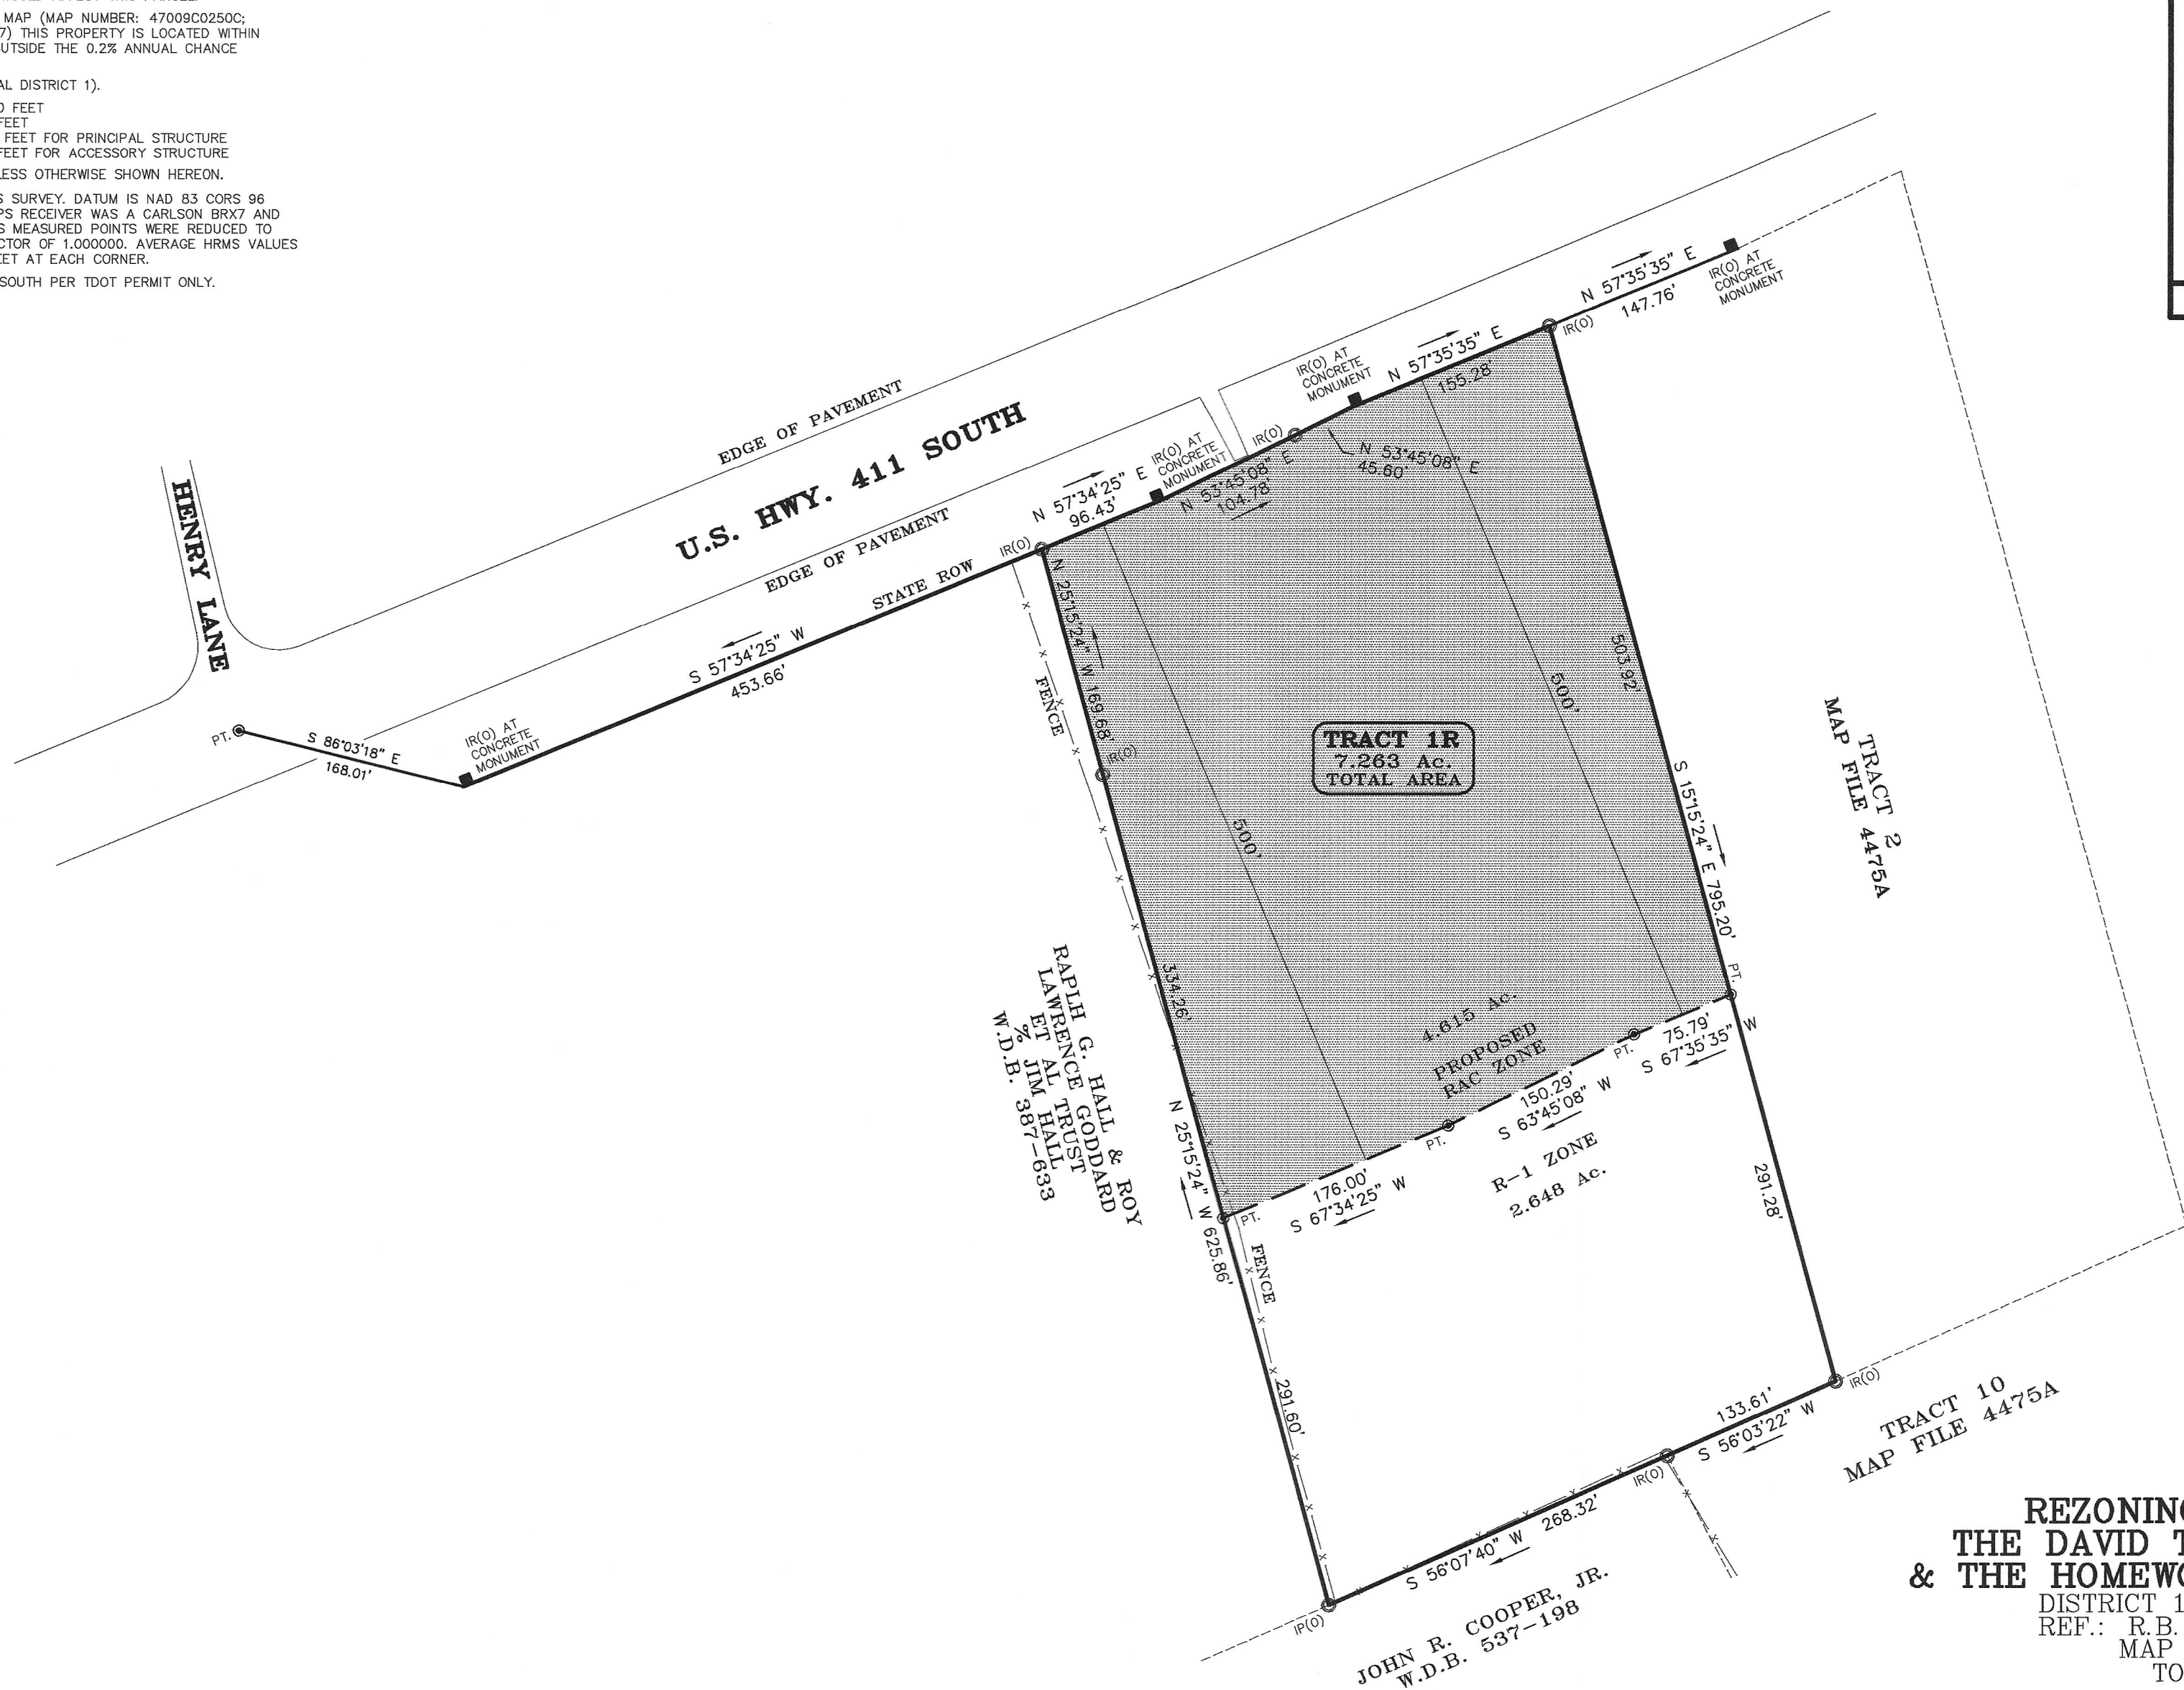 MAP (MAP NUMBER: 47009C0250C;
7) THIS PROPERTY IS LOCATED WITHIN
UTSIDE THE 0.2% ANNUAL CHANCE
AL DISTRICT 1).
0 FEET
FEET
FEET FOR PRINCIPAL STRUCTURE
FEET FOR ACCESSORY STRUCTURE
LESS OTHERWISE SHOWN HEREON.
S SURVEY. DATUM IS NAD 83 CORS 96
PS RECEIVER WAS A CARLSON BRX7 AND
S MEASURED POINTS WERE REDUCED TO
CTOR OF 1.000000. AVERAGE HRMS VALUES
EET AT EACH CORNER.
SOUTH PER TDOT PERMIT ONLY.
HENRY LANE
EDGE OF PAVEMENT
U.S. HWY. 411 SOUTH
EDGE OF PAVEMENT
STATE ROW
PT.
S 86°03'18" E
168.01'
IR(O) AT
CONCRETE
MONUMENT
S 57°34'25" W
453.66'
IR(O)
N 57°34'25" E
96.43'
IR(O) AT
CONCRETE
MONUMENT
N 53°45'08" E
104.78'
IR(O)
IR(O) AT
CONCRETE
MONUMENT
N 53°45'08" E
45.60'
N 57°35'35" E
155.28'
IR(O)
N 57°35'35" E
147.76'
IR(O) AT
CONCRETE
MONUMENT
N 25°15'24" W 169.68'
IR(O)
FENCE
334.26'
500'
500'
503.92'
S 15°15'24" E 795.20'
TRACT 1R
7.263 Ac.
TOTAL AREA
TRACT 2
MAP FILE 4475A
RAPLH G. HALL & ROY
LAWRENCE GODDARD
ET AL TRUST
% JIM HALL
W.D.B. 387-633
4.615 Ac.
PROPOSED
RAC ZONE
PT.
75.79'
S 67°35'35" W
PT.
150.29'
S 63°45'08" W
PT.
176.00'
S 67°34'25" W
PT.
R-1 ZONE
2.648 Ac.
N 25°15'24" W 625.86'
FENCE
291.60'
291.28'
IR(O)
133.61'
S 56°03'22" W
IR(O)
268.32'
S 56°07'40" W
IP(O)
JOHN R. COOPER, JR.
W.D.B. 537-198
TRACT 10
MAP FILE 4475A
REZONING
THE DAVID T
& THE HOMEWO
DISTRICT 1
REF.: R.B.
MAP
TO